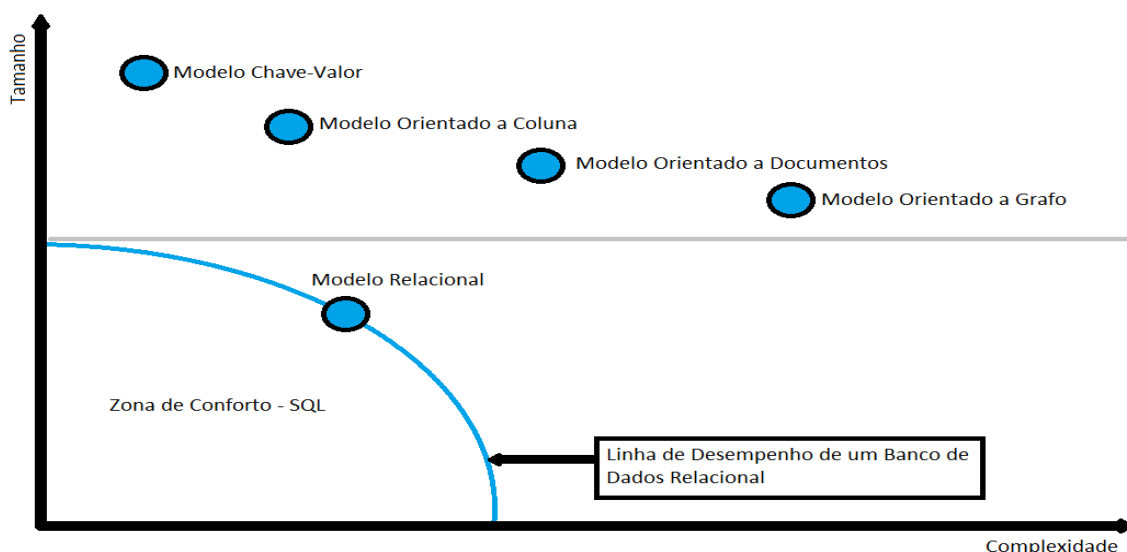 Tamanho
Modelo Chave-Valor
Modelo Orientado a Coluna
Modelo Orientado a Documentos
Modelo Orientado a Grafo
Modelo Relacional
Zona de Conforto - SQL
Linha de Desempenho de um Banco de
Dados Relacional
Complexidade